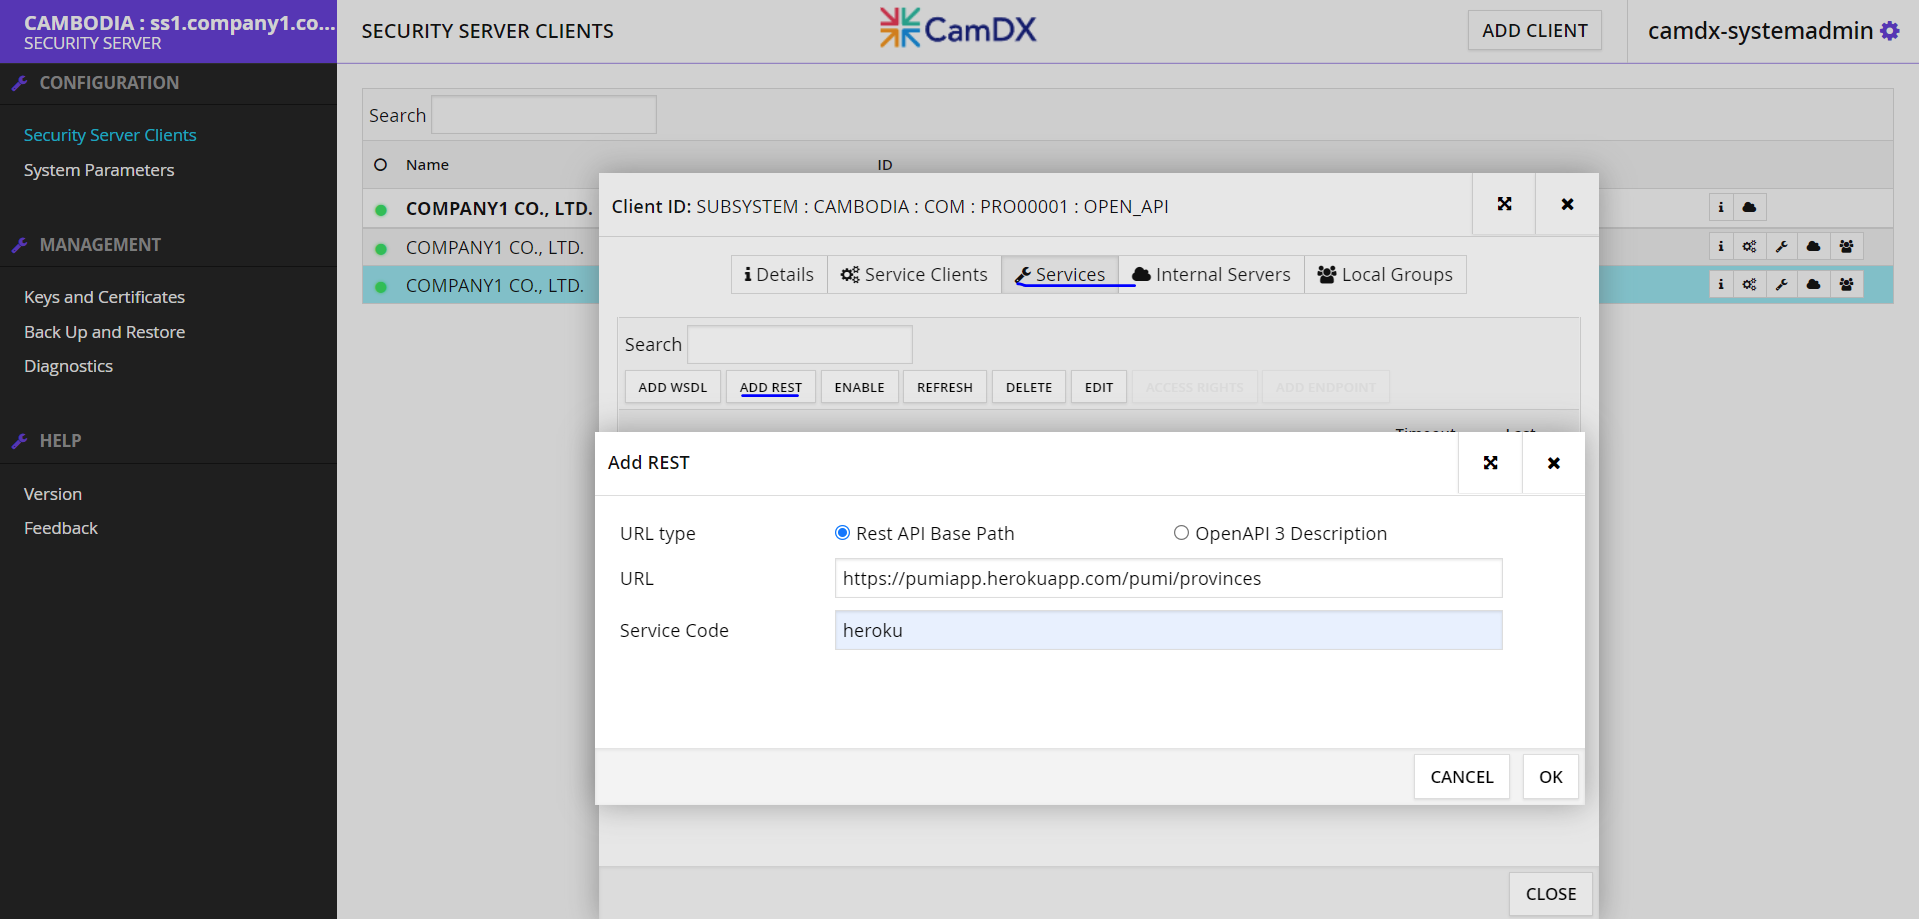 CAMBODIA : ss1.company1.co...
SECURITY SERVER
SECURITY SERVER CLIENTS
CamDX
ADD CLIENT
camdx-systemadmin
CONFIGURATION
Security Server Clients
System Parameters
MANAGEMENT
Keys and Certificates
Back Up and Restore
Diagnostics
HELP
Version
Feedback
Search
Name ID
COMPANY1 CO., LTD.
COMPANY1 CO., LTD.
COMPANY1 CO., LTD.
Client ID: SUBSYSTEM : CAMBODIA : COM : PRO00001 : OPEN_API
Details Service Clients Services Internal Servers Local Groups
Search
ADD WSDL ADD REST ENABLE REFRESH DELETE EDIT ACCESS RIGHTS ADD ENDPOINT
Timeout Last
Add REST
URL type Rest API Base Path OpenAPI 3 Description
URL https://pumiapp.herokuapp.com/pumi/provinces
Service Code heroku
CANCEL OK
CLOSE